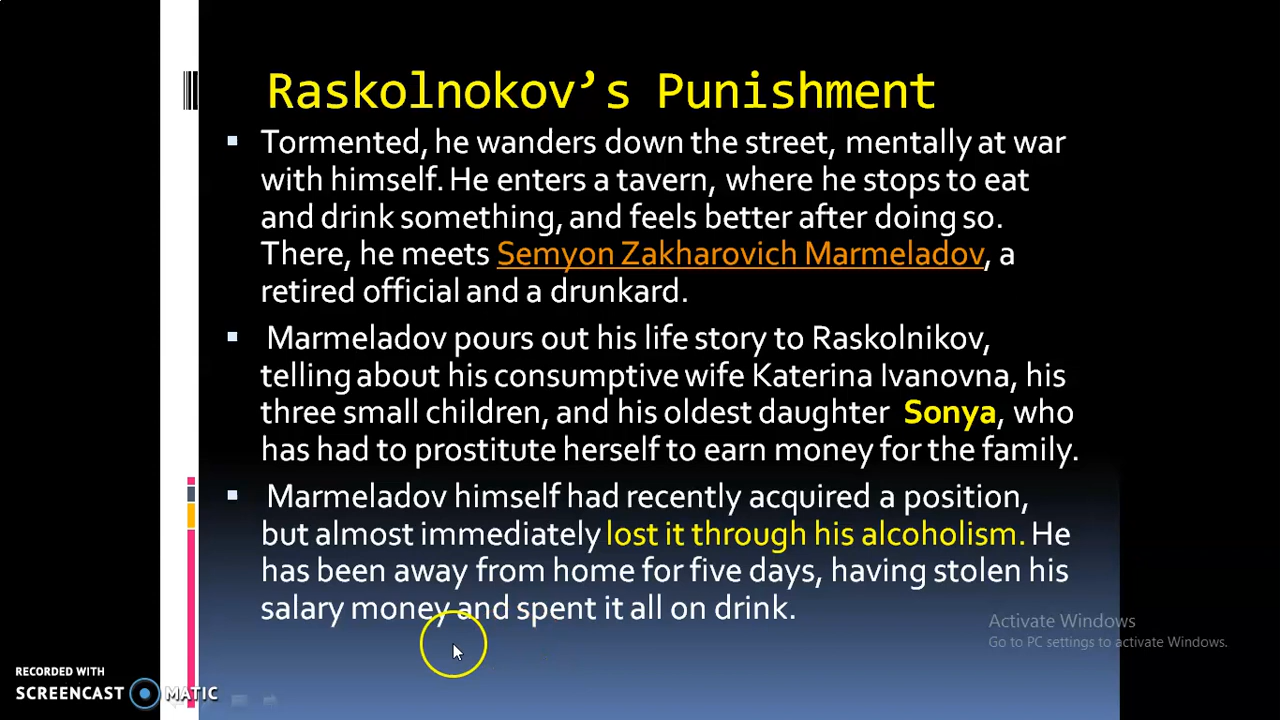 Raskolnokov’s Punishment
▪ Tormented, he wanders down the street, mentally at war
with himself. He enters a tavern, where he stops to eat
and drink something, and feels better after doing so.
There, he meets Semyon Zakharovich Marmeladov, a
retired official and a drunkard.
▪ Marmeladov pours out his life story to Raskolnikov,
telling about his consumptive wife Katerina Ivanovna, his
three small children, and his oldest daughter Sonya, who
has had to prostitute herself to earn money for the family.
▪ Marmeladov himself had recently acquired a position,
but almost immediately lost it through his alcoholism. He
has been away from home for five days, having stolen his
salary money and spent it all on drink.
Activate Windows
Go to PC settings to activate Windows.
RECORDED WITH
SCREENCAST MATIC